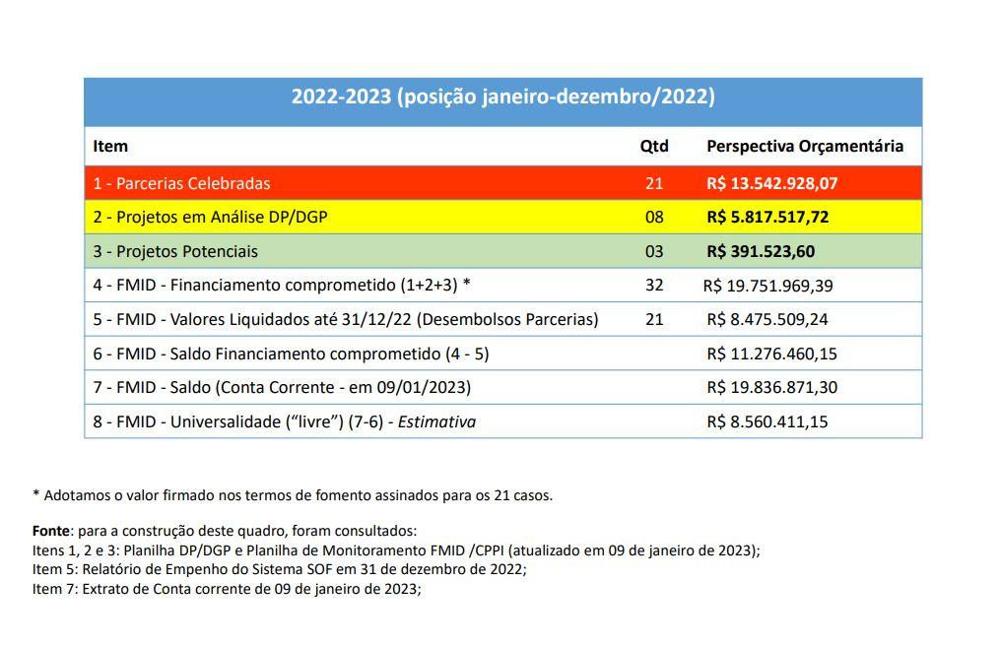 2022-2023 (posição janeiro-dezembro/2022)
Item Qtd Perspectiva Orçamentária
1 - Parcerias Celebradas 21 R$ 13.542.928,07
2 - Projetos em Análise DP/DGP 08 R$ 5.817.517,72
3 - Projetos Potenciais 03 R$ 391.523,60
4 - FMID - Financiamento comprometido (1+2+3) * 32 R$ 19.751.969,39
5 - FMID - Valores Liquidados até 31/12/22 (Desembolsos Parcerias) 21 R$ 8.475.509,24
6 - FMID - Saldo Financiamento comprometido (4 - 5) R$ 11.276.460,15
7 - FMID - Saldo (Conta Corrente - em 09/01/2023) R$ 19.836.871,30
8 - FMID - Universalidade (“livre”) (7-6) - Estimativa R$ 8.560.411,15
* Adotamos o valor firmado nos termos de fomento assinados para os 21 casos.
Fonte: para a construção deste quadro, foram consultados:
Itens 1, 2 e 3: Planilha DP/DGP e Planilha de Monitoramento FMID /CPPI (atualizado em 09 de janeiro de 2023);
Item 5: Relatório de Empenho do Sistema SOF em 31 de dezembro de 2022;
Item 7: Extrato de Conta corrente de 09 de janeiro de 2023;